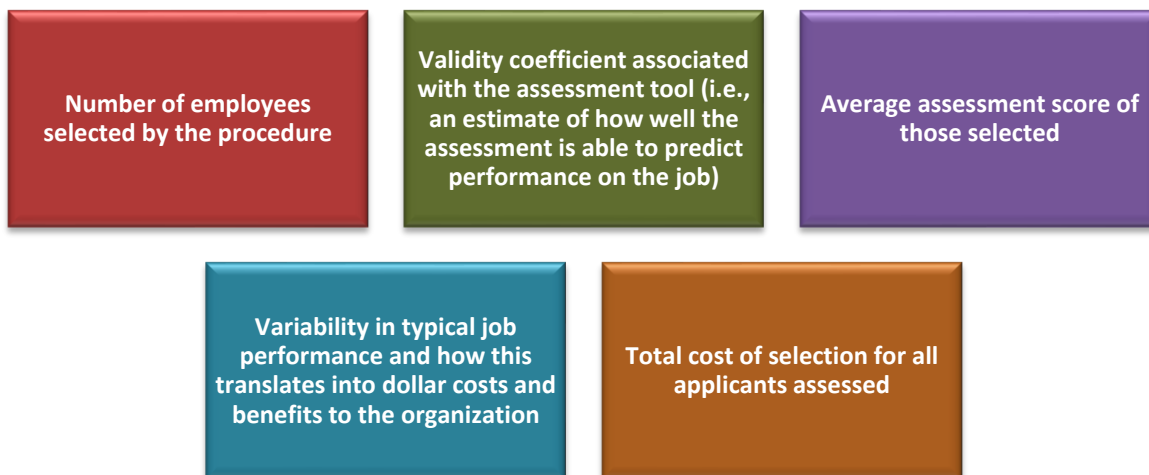 Number of employees
selected by the procedure
Validity coefficient associated
with the assessment tool (i.e.,
an estimate of how well the
assessment is able to predict
performance on the job)
Average assessment score of
those selected
Variability in typical job
performance and how this
translates into dollar costs and
benefits to the organization
Total cost of selection for all
applicants assessed